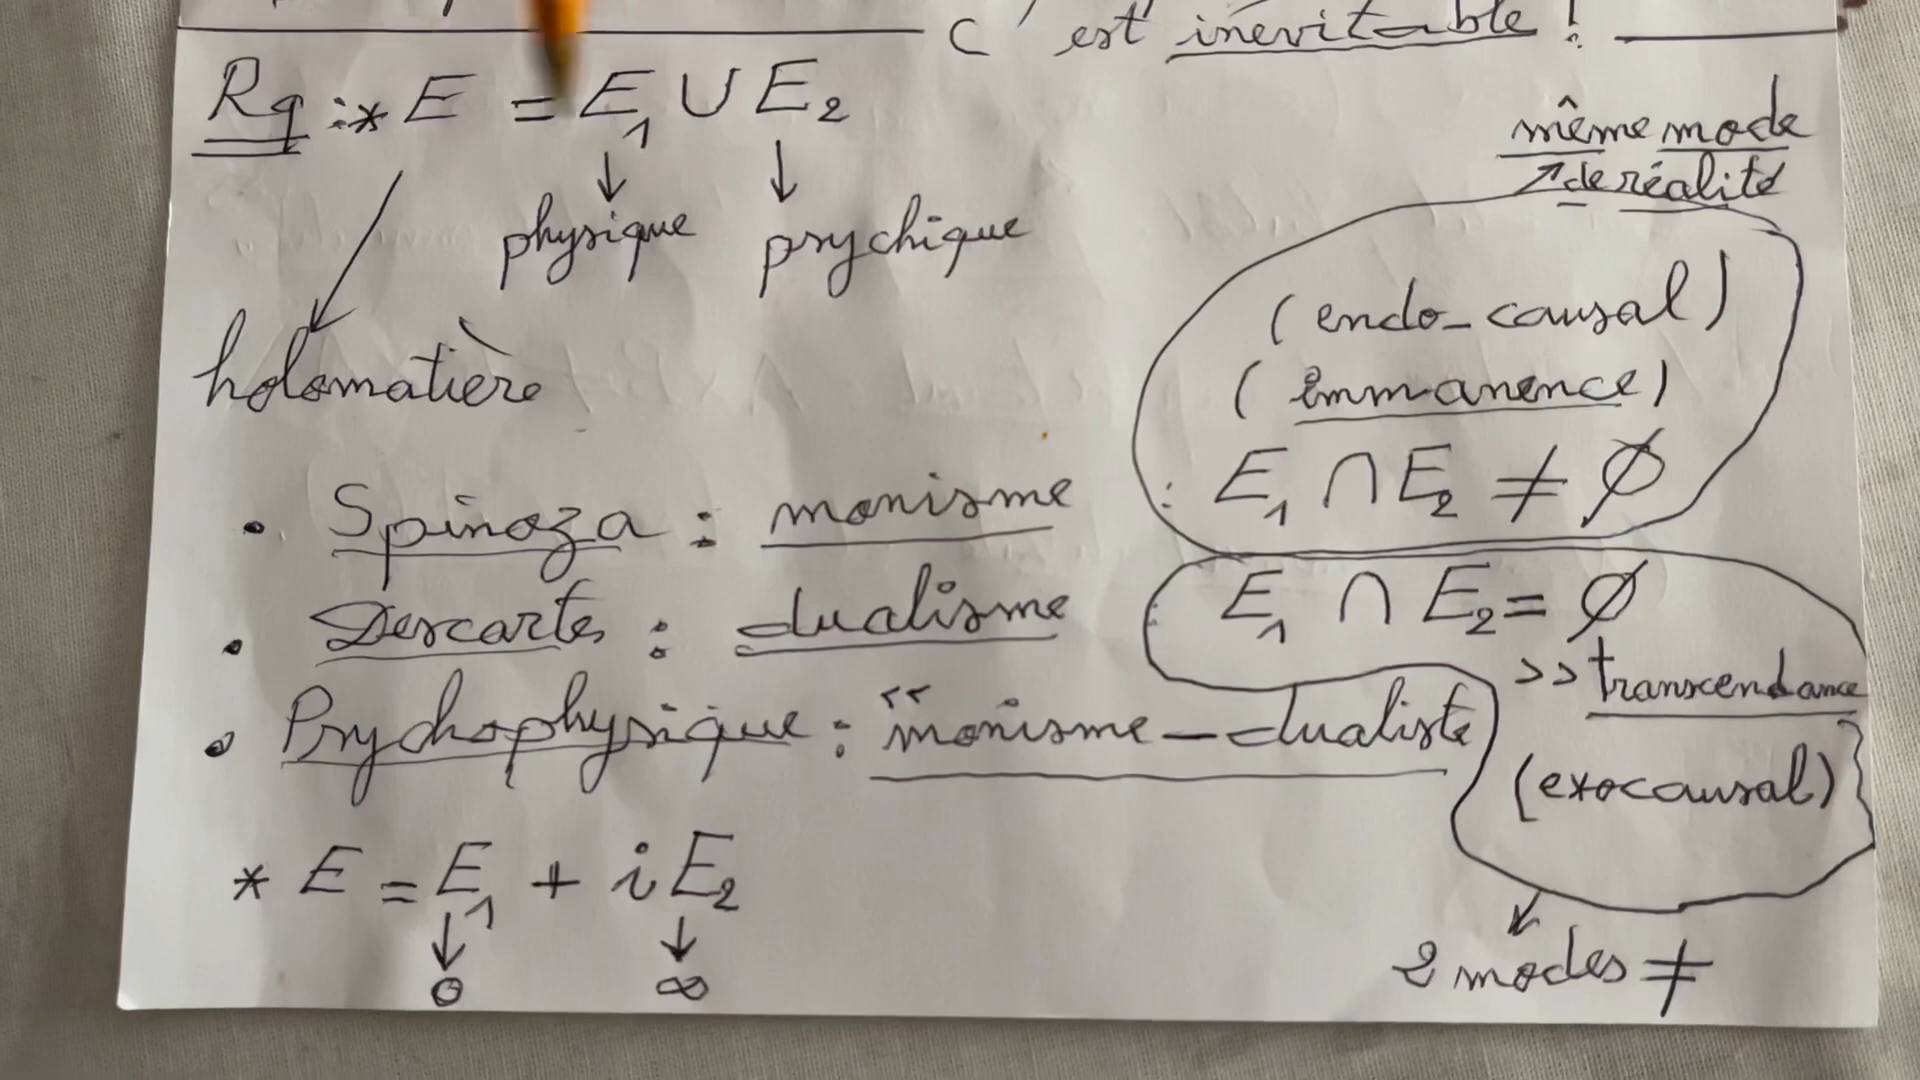 c'est inévitable !
Rq :* E = E₁ ∪ E₂
↓ ↓
physique psychique
holomatière
même mode
↗ de réalité
(endo-causal)
(immanence)
• Spinoza : monisme : E₁ ∩ E₂ ≠ ∅
• Descartes : dualisme : E₁ ∩ E₂ = ∅
>> transcendance
• Psychophysique : "monisme-dualiste
(exocausal)
* E = E₁ + i E₂
↓ ↓
0 ∞
2 modes ≠